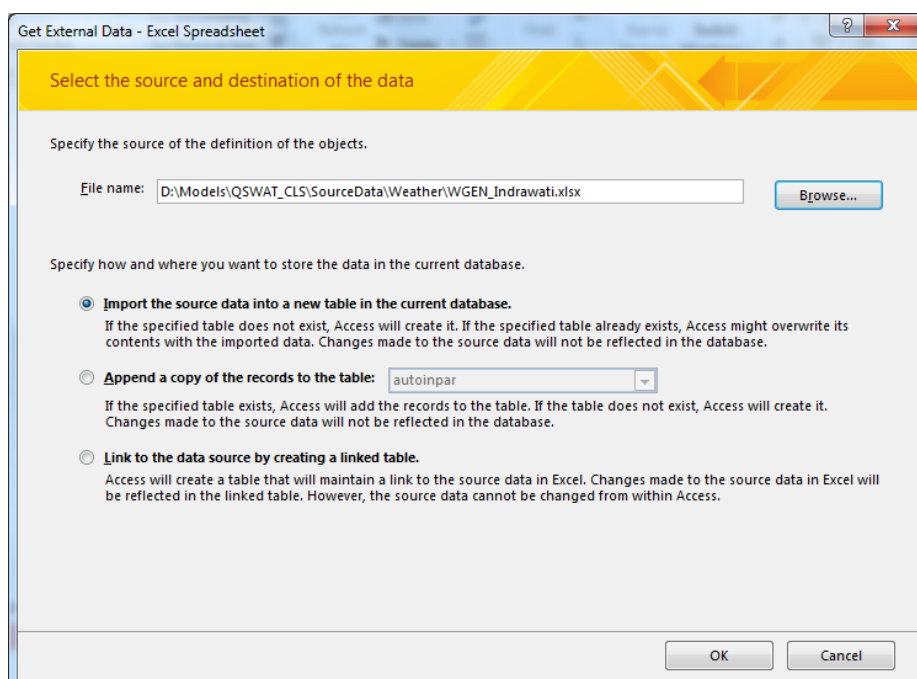 Get External Data - Excel Spreadsheet
?
Select the source and destination of the data
Specify the source of the definition of the objects.
File name: D:\Models\QSWAT_CLS\SourceData\Weather\WGEN_Indrawati.xlsx Browse...
Specify how and where you want to store the data in the current database.
Import the source data into a new table in the current database.
If the specified table does not exist, Access will create it. If the specified table already exists, Access might overwrite its
contents with the imported data. Changes made to the source data will not be reflected in the database.
Append a copy of the records to the table: autoinpar
If the specified table exists, Access will add the records to the table. If the table does not exist, Access will create it.
Changes made to the source data will not be reflected in the database.
Link to the data source by creating a linked table.
Access will create a table that will maintain a link to the source data in Excel. Changes made to the source data in Excel will
be reflected in the linked table. However, the source data cannot be changed from within Access.
OK Cancel